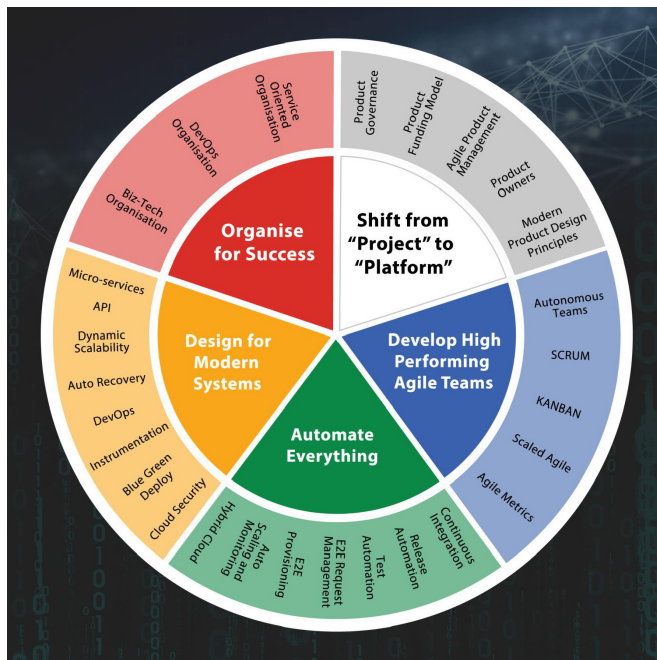 Organise
for Success
Service
Oriented
Organisation
DevOps
Organisation
Biz-Tech
Organisation
Shift from
“Project” to
“Platform”
Product
Governance
Product
Funding Model
Agile Product
Management
Product
Owners
Modern
Product Design
Principles
Develop High
Performing
Agile Teams
Autonomous
Teams
SCRUM
KANBAN
Scaled Agile
Agile Metrics
Automate
Everything
Continuous
Integration
Release
Automation
Test
Automation
E2E Request
Management
E2E
Provisioning
Auto
Scaling and
Monitoring
Hybrid Cloud
Design for
Modern
Systems
Micro-services
API
Dynamic
Scalability
Auto Recovery
DevOps
Instrumentation
Blue Green
Deploy
Cloud Security